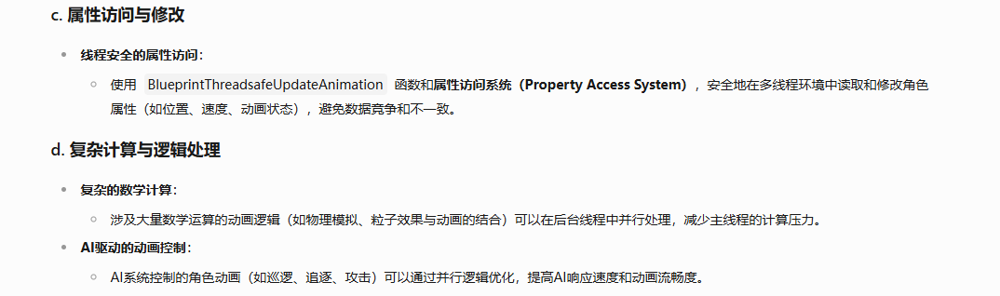 c. 属性访问与修改
线程安全的属性访问：
使用 BlueprintThreadsafeUpdateAnimation 函数和属性访问系统（Property Access System），安全地在多线程环境中读取和修改角色
属性（如位置、速度、动画状态），避免数据竞争和不一致。
d. 复杂计算与逻辑处理
复杂的数学计算：
涉及大量数学运算的动画逻辑（如物理模拟、粒子效果与动画的结合）可以在后台线程中并行处理，减少主线程的计算压力。
AI驱动的动画控制：
AI系统控制的角色动画（如巡逻、追逐、攻击）可以通过并行逻辑优化，提高AI响应速度和动画流畅度。